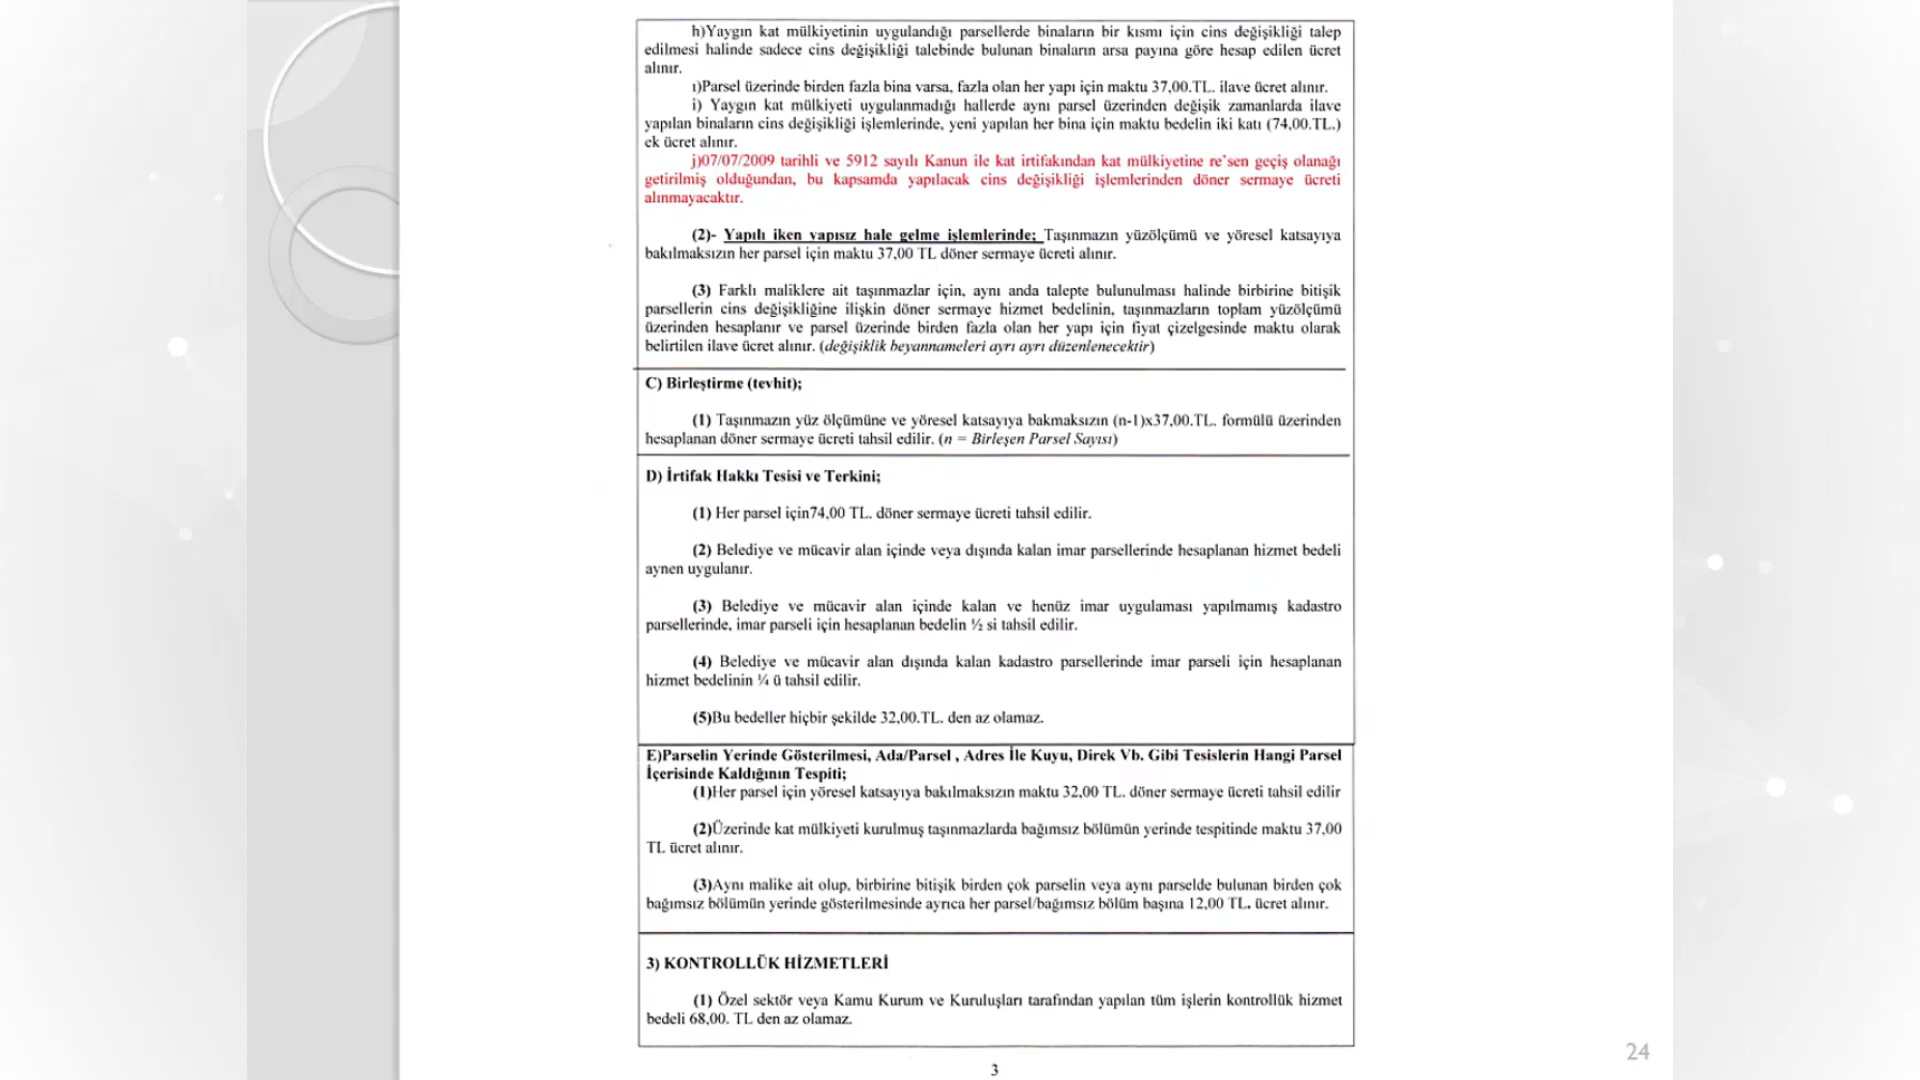 h)Yaygın kat mülkiyetinin uygulandığı parsellerde binaların bir kısmı için cins değişikliği talep
edilmesi halinde sadece cins değişikliği talebinde bulunan binaların arsa payına göre hesap edilen ücret
alınır.
ı)Parsel üzerinde birden fazla bina varsa, fazla olan her yapı için maktu 37,00.TL. ilave ücret alınır.
i) Yaygın kat mülkiyeti uygulanmadığı hallerde aynı parsel üzerinden değişik zamanlarda ilave
yapılan binaların cins değişikliği işlemlerinde, yeni yapılan her bina için maktu bedelin iki katı (74,00.TL.)
ek ücret alınır.
j)07/07/2009 tarihli ve 5912 sayılı Kanun ile kat irtifakından kat mülkiyetine re'sen geçiş olanağı
getirilmiş olduğundan, bu kapsamda yapılacak cins değişikliği işlemlerinden döner sermaye ücreti
alınmayacaktır.
(2)- Yapılı iken yapısız hale gelme işlemlerinde; Taşınmazın yüzölçümü ve yöresel katsayıya
bakılmaksızın her parsel için maktu 37,00 TL döner sermaye ücreti alınır.
(3) Farklı maliklere ait taşınmazlar için, aynı anda talepte bulunulması halinde birbirine bitişik
parsellerin cins değişikliğine ilişkin döner sermaye hizmet bedelinin, taşınmazların toplam yüzölçümü
üzerinden hesaplanır ve parsel üzerinde birden fazla olan her yapı için fiyat çizelgesinde maktu olarak
belirtilen ilave ücret alınır. (değişiklik beyannameleri ayrı ayrı düzenlenecektir)
C) Birleştirme (tevhit);
(1) Taşınmazın yüz ölçümüne ve yöresel katsayıya bakmaksızın (n-1)x37,00.TL. formülü üzerinden
hesaplanan döner sermaye ücreti tahsil edilir. (n = Birleşen Parsel Sayısı)
D) İrtifak Hakkı Tesisi ve Terkini;
(1) Her parsel için74,00 TL. döner sermaye ücreti tahsil edilir.
(2) Belediye ve mücavir alan içinde veya dışında kalan imar parsellerinde hesaplanan hizmet bedeli
aynen uygulanır.
(3) Belediye ve mücavir alan içinde kalan ve henüz imar uygulaması yapılmamış kadastro
parsellerinde, imar parseli için hesaplanan bedelin ½ si tahsil edilir.
(4) Belediye ve mücavir alan dışında kalan kadastro parsellerinde imar parseli için hesaplanan
hizmet bedelinin ¼ ü tahsil edilir.
(5)Bu bedeller hiçbir şekilde 32,00.TL. den az olamaz.
E)Parselin Yerinde Gösterilmesi, Ada/Parsel , Adres İle Kuyu, Direk Vb. Gibi Tesislerin Hangi Parsel
İçerisinde Kaldığının Tespiti;
(1)Her parsel için yöresel katsayıya bakılmaksızın maktu 32,00 TL. döner sermaye ücreti tahsil edilir
(2)Üzerinde kat mülkiyeti kurulmuş taşınmazlarda bağımsız bölümün yerinde tespitinde maktu 37,00
TL ücret alınır.
(3)Aynı malike ait olup, birbirine bitişik birden çok parselin veya aynı parselde bulunan birden çok
bağımsız bölümün yerinde gösterilmesinde ayrıca her parsel/bağımsız bölüm başına 12,00 TL. ücret alınır.
3) KONTROLLÜK HİZMETLERİ
(1) Özel sektör veya Kamu Kurum ve Kuruluşları tarafından yapılan tüm işlerin kontrollük hizmet
bedeli 68,00. TL den az olamaz.
3
24